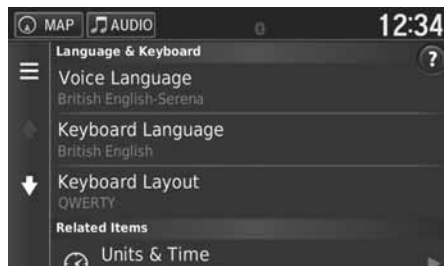 MAP AUDIO 0 12:34
Language & Keyboard
?
Voice Language
British English-Serena
Keyboard Language
British English
Keyboard Layout
QWERTY
Related Items
Units & Time